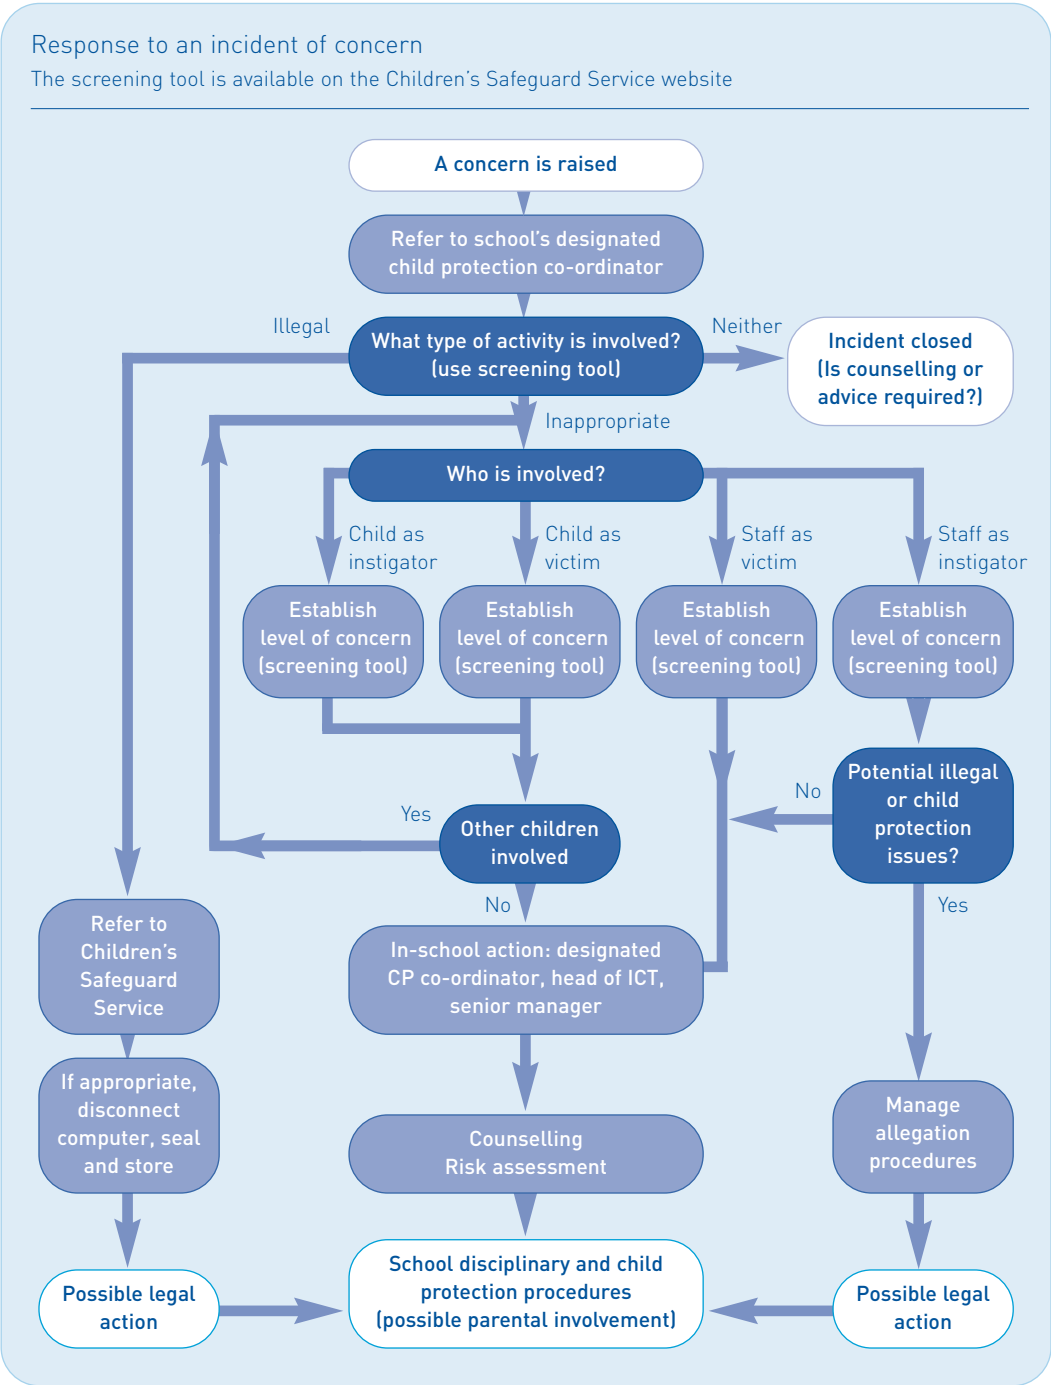 Response to an incident of concern
The screening tool is available on the Children's Safeguard Service website
A concern is raised
Refer to school's designated
child protection co-ordinator
Illegal
What type of activity is involved?
(use screening tool)
Neither
Incident closed
(Is counselling or
advice required?)
Inappropriate
Who is involved?
Child as
instigator
Child as
victim
Staff as
victim
Staff as
instigator
Establish
level of concern
(screening tool)
Establish
level of concern
(screening tool)
Establish
level of concern
(screening tool)
Establish
level of concern
(screening tool)
Potential illegal
or child
protection
issues?
No
Yes
Yes
Other children
involved
No
Refer to
Children's
Safeguard
Service
In-school action: designated
CP co-ordinator, head of ICT,
senior manager
If appropriate,
disconnect
computer, seal
and store
Counselling
Risk assessment
Manage
allegation
procedures
Possible legal
action
School disciplinary and child
protection procedures
(possible parental involvement)
Possible legal
action